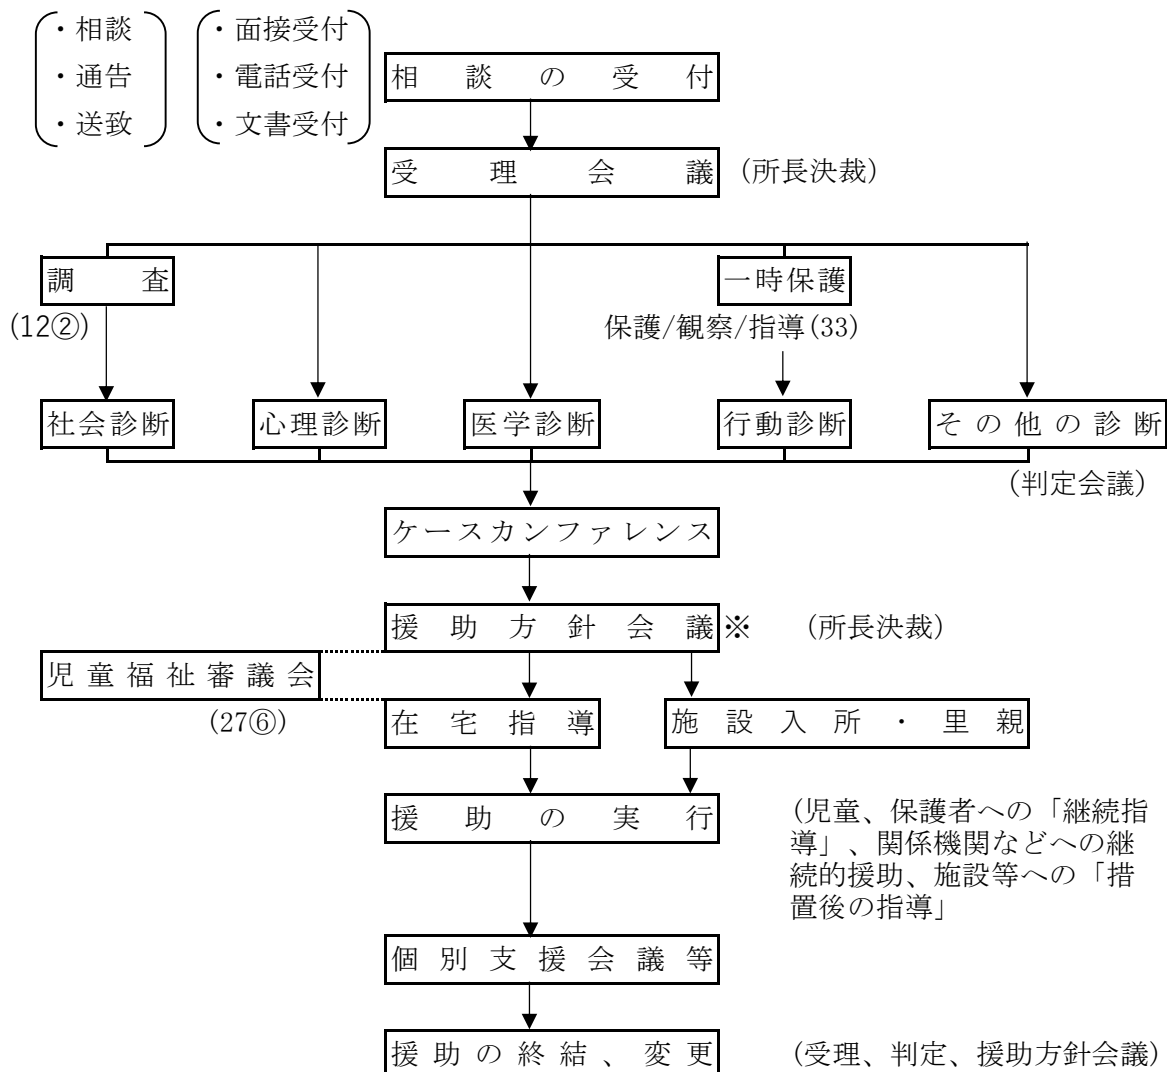 ・相談
・通告
・送致
・面接受付
・電話受付
・文書受付
相談の受付
受理会議 (所長決裁)
調査
一時保護
(12②)
保護/観察/指導(33)
社会診断
心理診断
医学診断
行動診断
その他の診断
(判定会議)
ケースカンファレンス
援助方針会議※ (所長決裁)
児童福祉審議会
(27⑥)
在宅指導
施設入所・里親
援助の実行
(児童、保護者への「継続指
導」、関係機関などへの継
続的援助、施設等への「措
置後の指導」
個別支援会議等
援助の終結、変更
(受理、判定、援助方針会議)